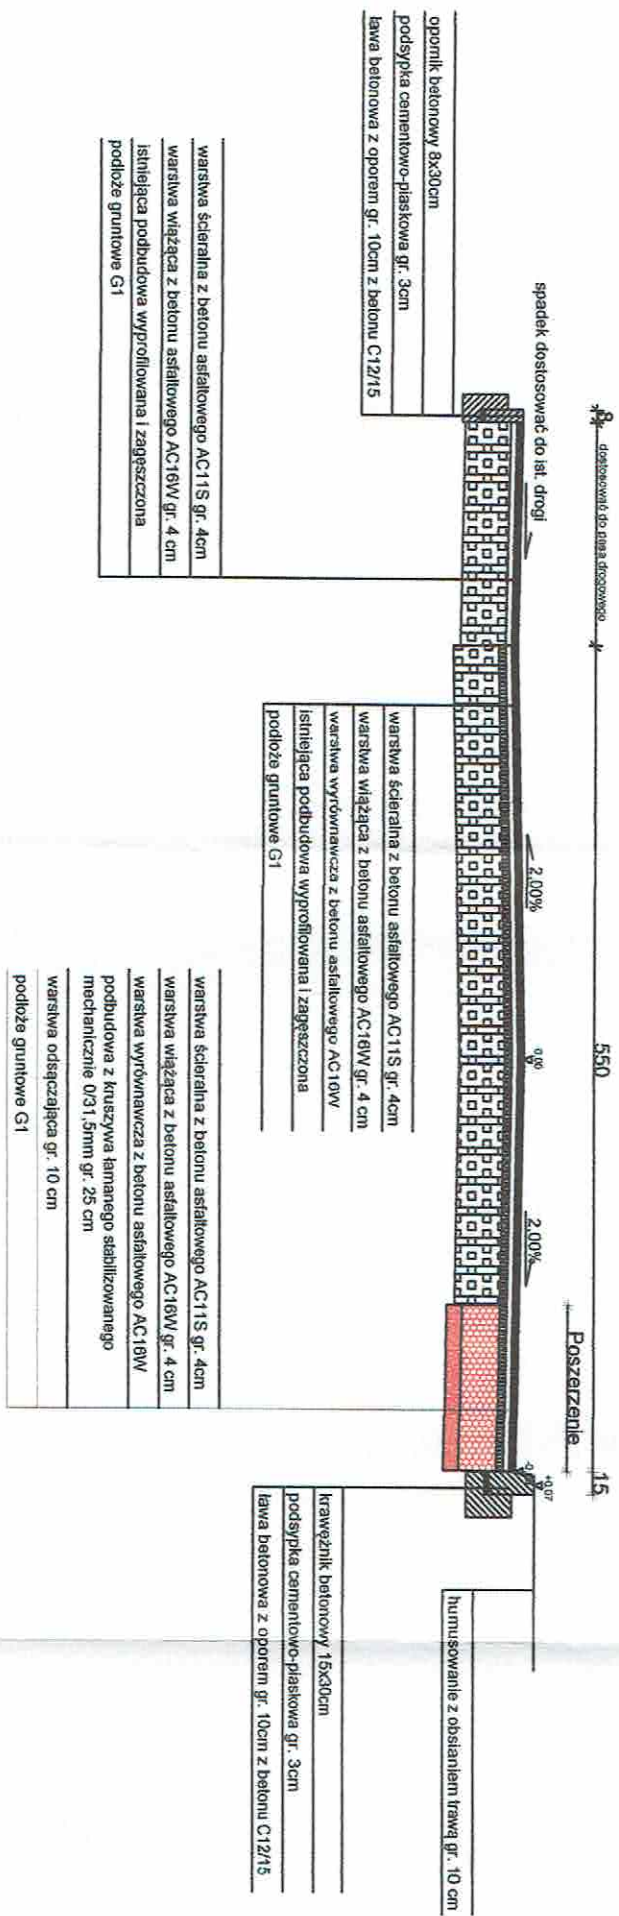 8
dostosować do pasa drogowego
550
15
Poszerzenie
spadek dostosować do ist. drogi
2,00%
0,00
2,00%
+0,07
opornik betonowy 8x30cm
podsypka cementowo-piaskowa gr. 3cm
ława betonowa z oporem gr. 10cm z betonu C12/15
warstwa ścieralna z betonu asfaltowego AC11S gr. 4cm
warstwa wiążąca z betonu asfaltowego AC16W gr. 4 cm
istniejąca podbudowa wyprofilowana i zagęszczona
podłoże gruntowe G1
warstwa ścieralna z betonu asfaltowego AC11S gr. 4cm
warstwa wiążąca z betonu asfaltowego AC16W gr. 4 cm
warstwa wyrównawcza z betonu asfaltowego AC16W
istniejąca podbudowa wyprofilowana i zagęszczona
podłoże gruntowe G1
warstwa ścieralna z betonu asfaltowego AC11S gr. 4cm
warstwa wiążąca z betonu asfaltowego AC16W gr. 4 cm
warstwa wyrównawcza z betonu asfaltowego AC16W
podbudowa z kruszywa łamanego stabilizowanego
mechanicznie 0/31,5mm gr. 25 cm
warstwa odsączająca gr. 10 cm
podłoże gruntowe G1
humusowanie z obsianiem trawą gr. 10 cm
krawężnik betonowy 15x30cm
podsypka cementowo-piaskowa gr. 3cm
ława betonowa z oporem gr. 10cm z betonu C12/15